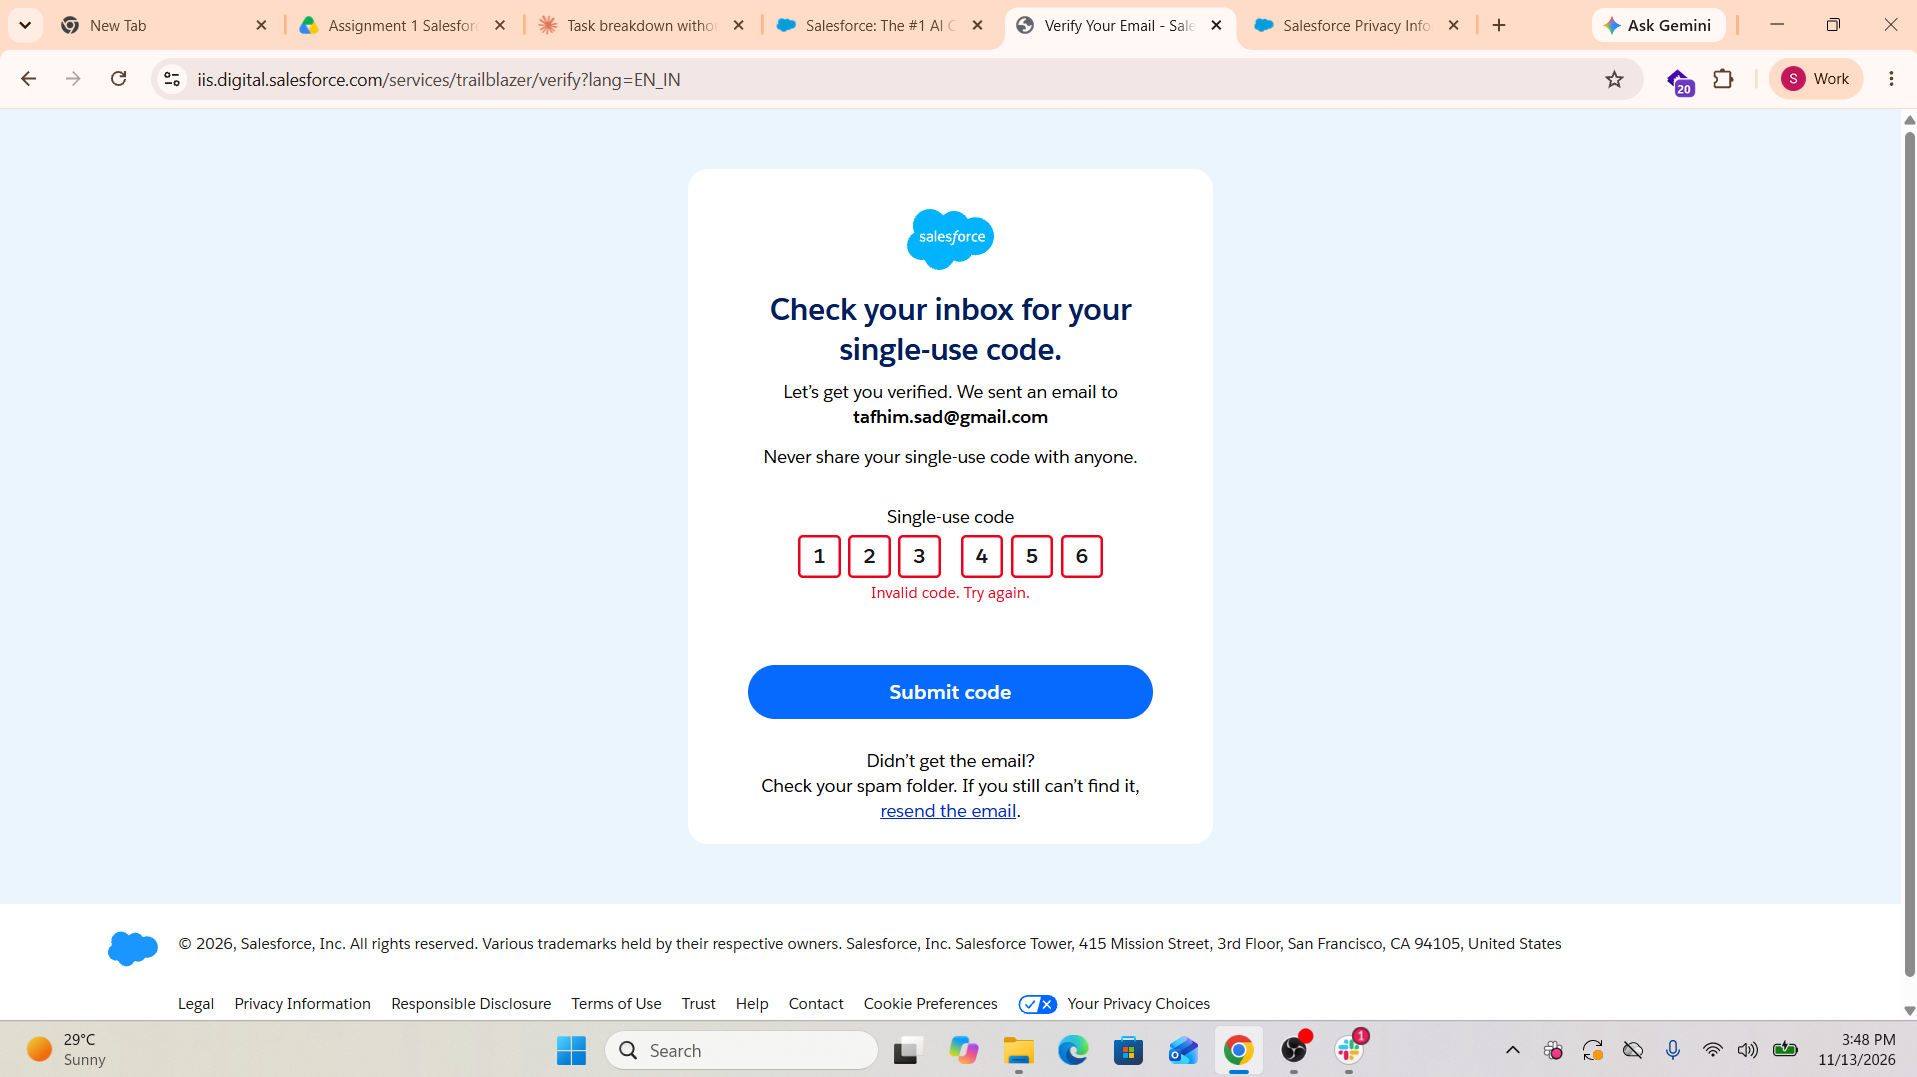 New Tab
Assignment 1 Salesforc
Task breakdown witho
Salesforce: The #1 AI C
Verify Your Email - Sale
Salesforce Privacy Info
Ask Gemini
iis.digital.salesforce.com/services/trailblazer/verify?lang=EN_IN
20
S
Work
salesforce
Check your inbox for your
single-use code.
Let's get you verified. We sent an email to
tafhim.sad@gmail.com
Never share your single-use code with anyone.
Single-use code
1 2 3 4 5 6
Invalid code. Try again.
Submit code
Didn't get the email?
Check your spam folder. If you still can't find it,
resend the email.
© 2026, Salesforce, Inc. All rights reserved. Various trademarks held by their respective owners. Salesforce, Inc. Salesforce Tower, 415 Mission Street, 3rd Floor, San Francisco, CA 94105, United States
Legal Privacy Information Responsible Disclosure Terms of Use Trust Help Contact Cookie Preferences Your Privacy Choices
29°C
Sunny
Search
1
3:48 PM
11/13/2026